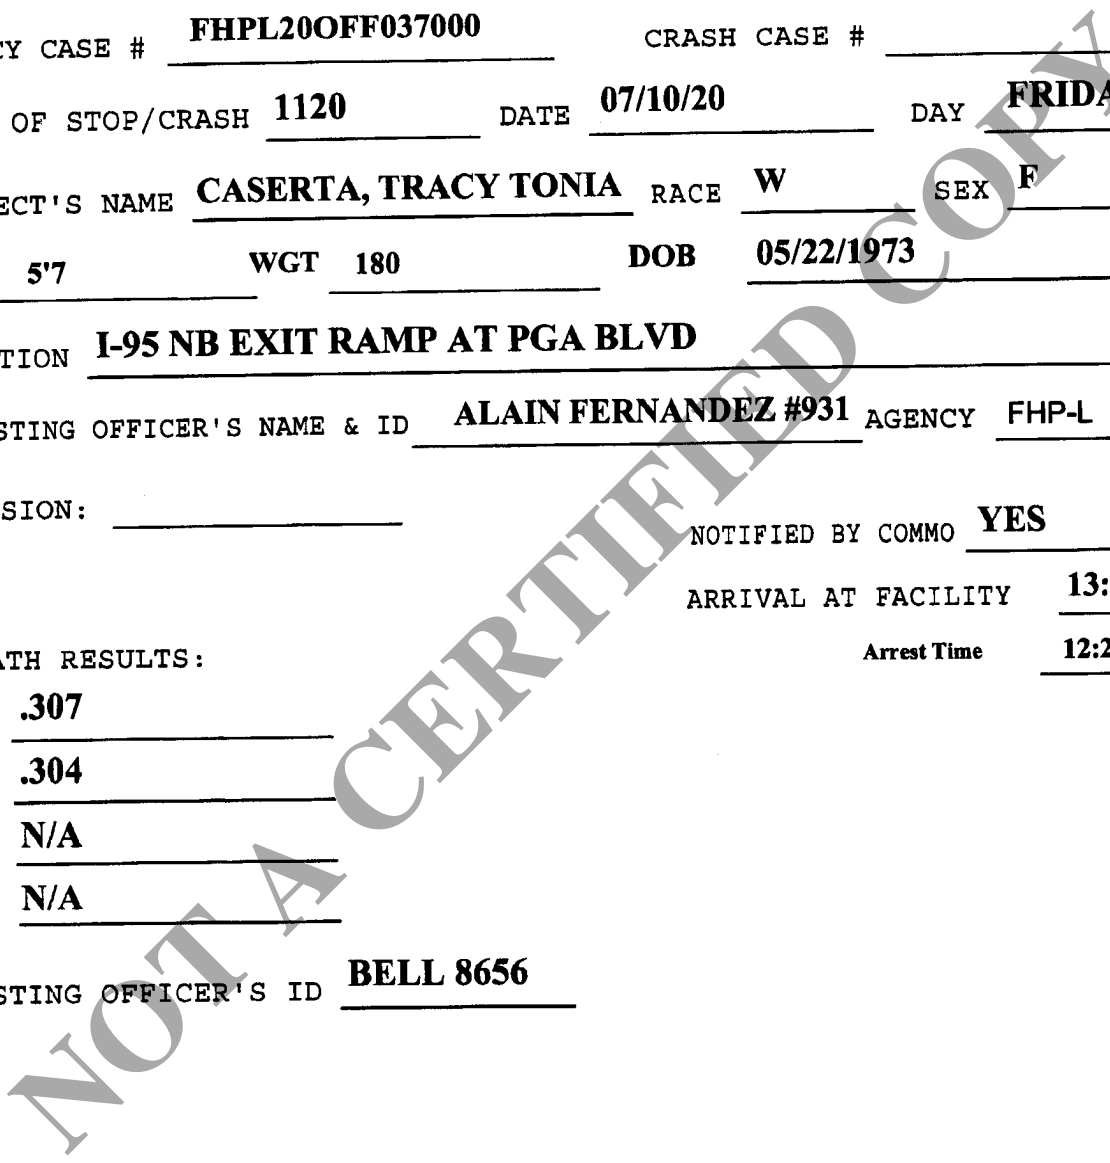 CY CASE # FHPL20OFF037000 CRASH CASE #
OF STOP/CRASH 1120 DATE 07/10/20 DAY FRIDA
ECT'S NAME CASERTA, TRACY TONIA RACE W SEX F
5'7 WGT 180 DOB 05/22/1973
TION I-95 NB EXIT RAMP AT PGA BLVD
STING OFFICER'S NAME & ID ALAIN FERNANDEZ #931 AGENCY FHP-L
SION: NOTIFIED BY COMMO YES
ARRIVAL AT FACILITY 13:
ATH RESULTS: Arrest Time 12:2
.307
.304
N/A
N/A
STING OFFICER'S ID BELL 8656
NOT A CERTIFIED COPY